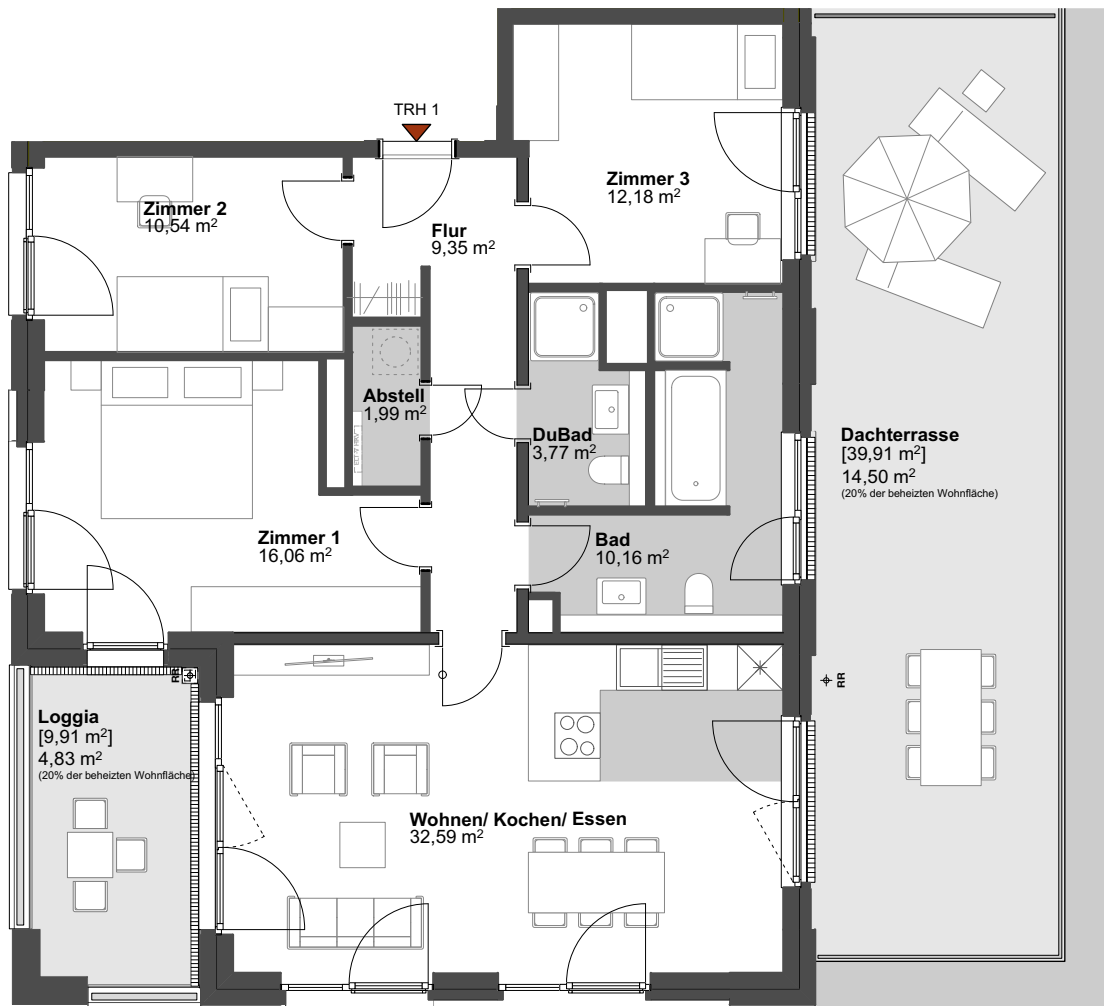 TRH 1
Zimmer 2
10,54 m²
Flur
9,35 m²
Zimmer 3
12,18 m²
Abstell
1,99 m²
DuBad
3,77 m²
Dachterrasse
[39,91 m²]
14,50 m²
(20% der beheizten Wohnfläche)
Zimmer 1
16,06 m²
Bad
10,16 m²
RR
RR
Loggia
[9,91 m²]
4,83 m²
(20% der beheizten Wohnfläche)
Wohnen/ Kochen/ Essen
32,59 m²